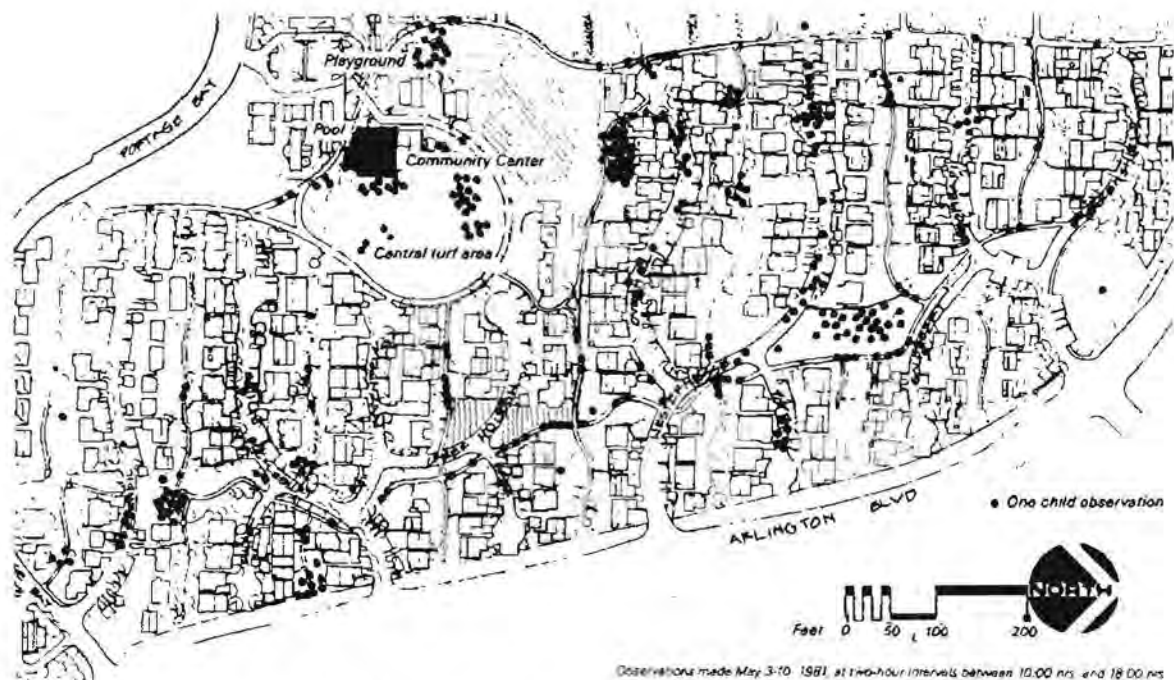 Playground
PORTAGE BAY
Pool
Community Center
Central turf area
• One child observation
ARLINGTON BLVD
NORTH
Feet 0 50 100 200
Observations made May 3-10 1981, at two-hour intervals between 10:00 hrs. and 18:00 hrs